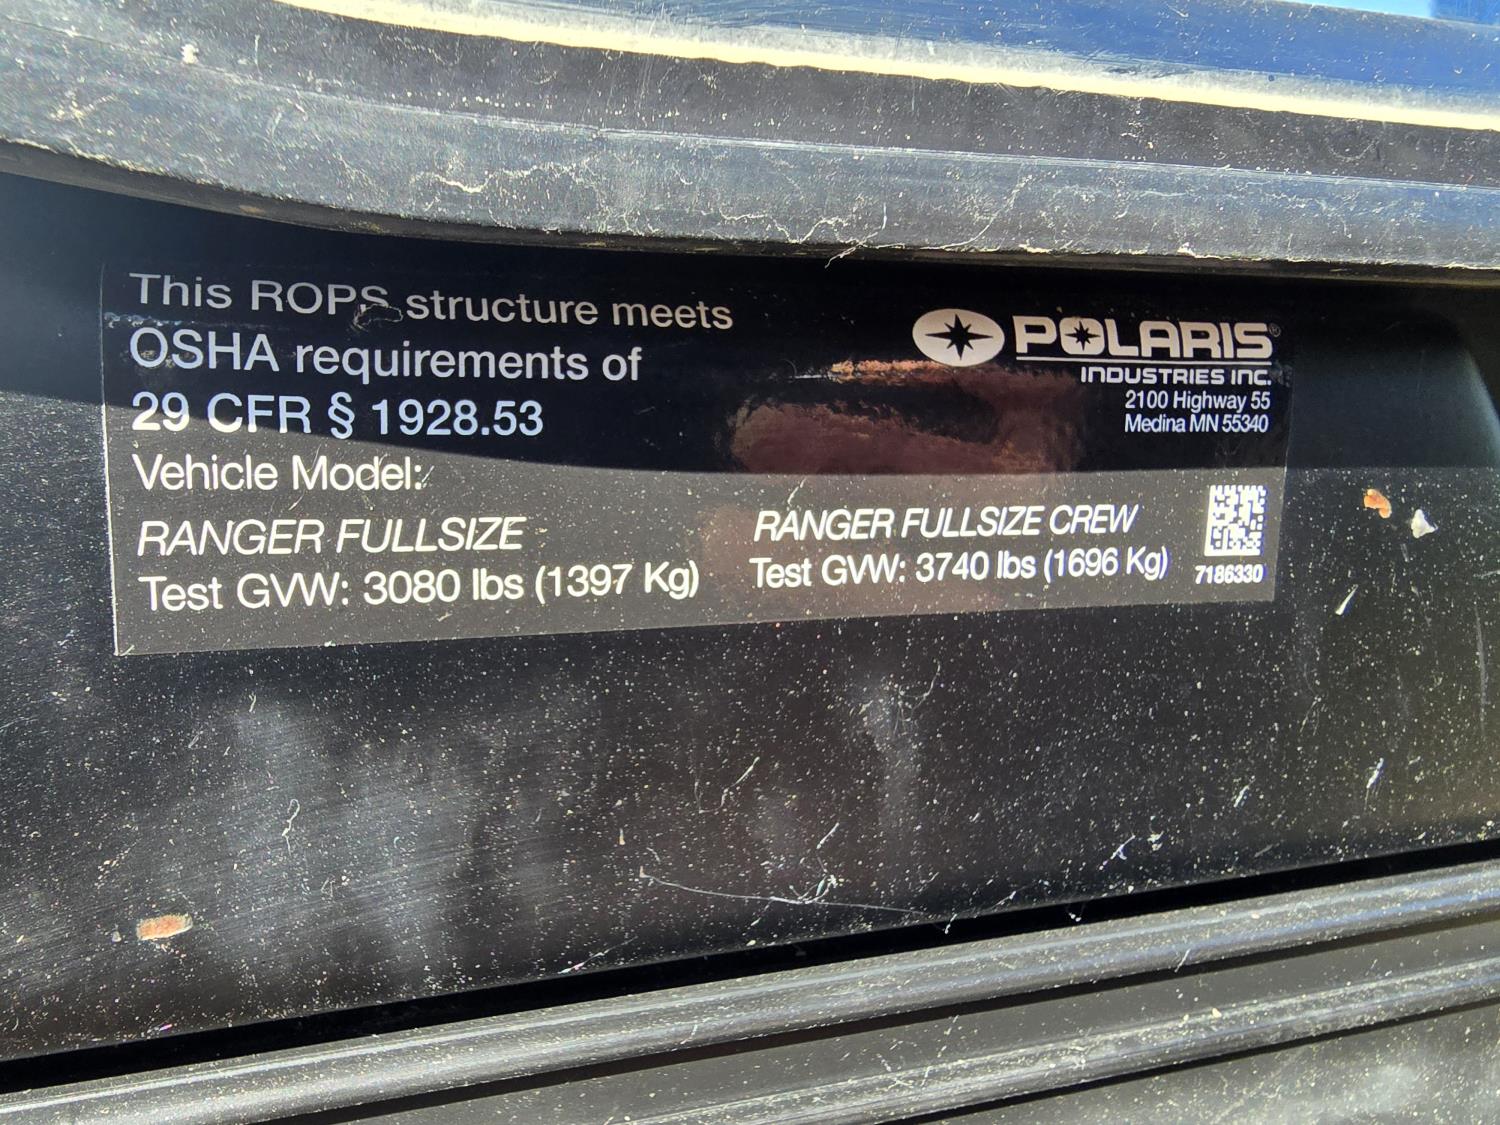 This ROPS structure meets
OSHA requirements of
29 CFR § 1928.53
Vehicle Model:
RANGER FULLSIZE
Test GVW: 3080 lbs (1397 Kg)
POLARIS®
INDUSTRIES INC.
2100 Highway 55
Medina MN 55340
RANGER FULLSIZE CREW
Test GVW: 3740 lbs (1696 Kg)
7186330